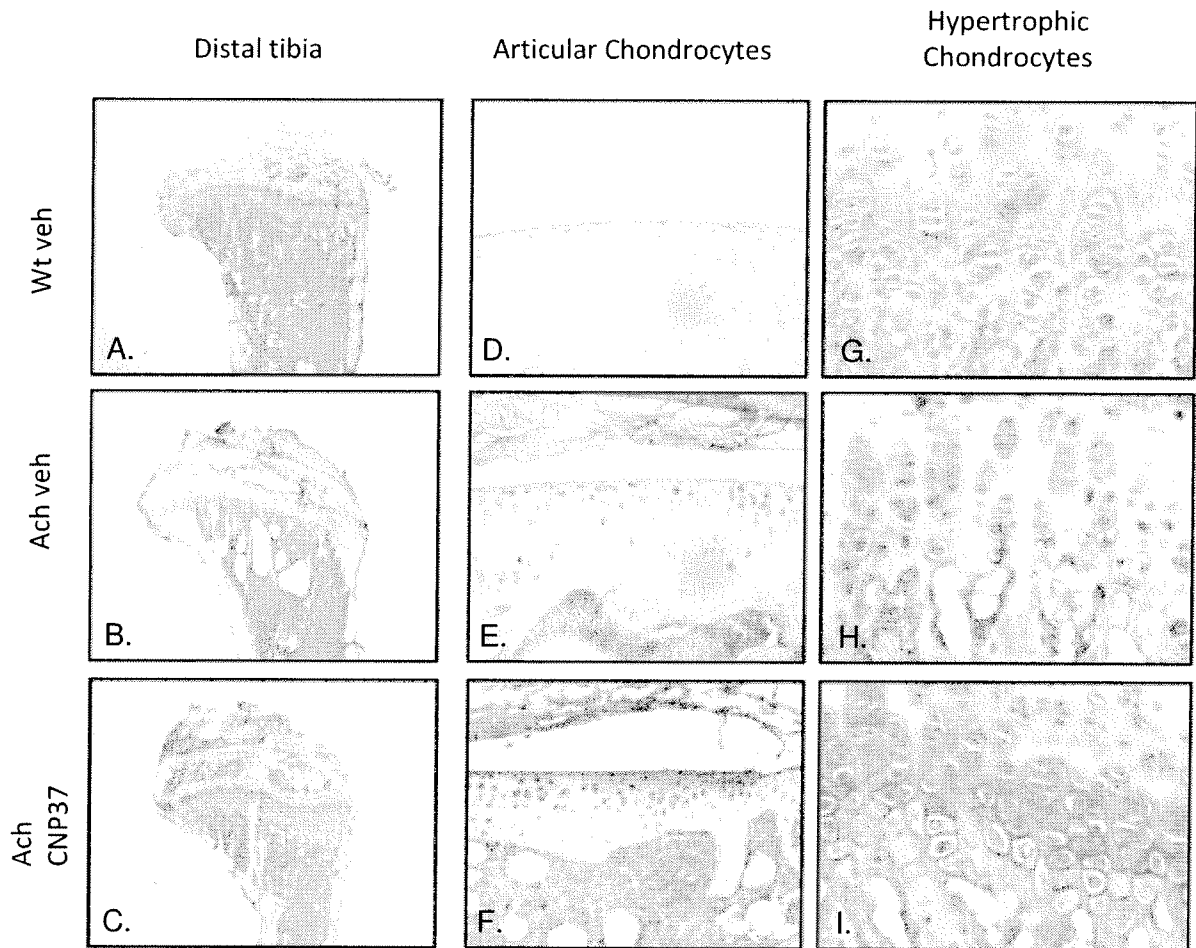 Distal tibia
Articular Chondrocytes
Hypertrophic
Chondrocytes
Wt veh
A.
D.
G.
Ach veh
B.
E.
H.
Ach
CNP37
C.
F.
I.